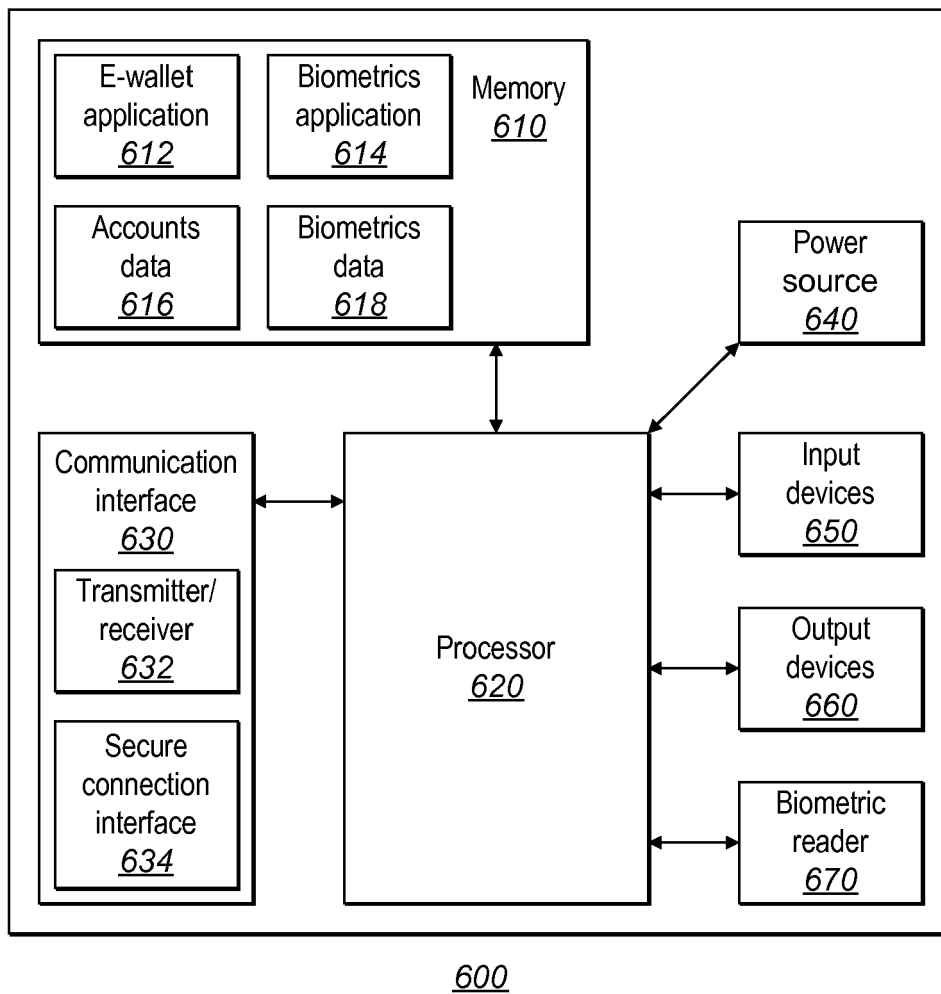 E-wallet
application
612
Biometrics
application
614
Memory
610
Accounts
data
616
Biometrics
data
618
Power
source
640
Communication
interface
630
Transmitter/
receiver
632
Secure
connection
interface
634
Processor
620
Input
devices
650
Output
devices
660
Biometric
reader
670
600